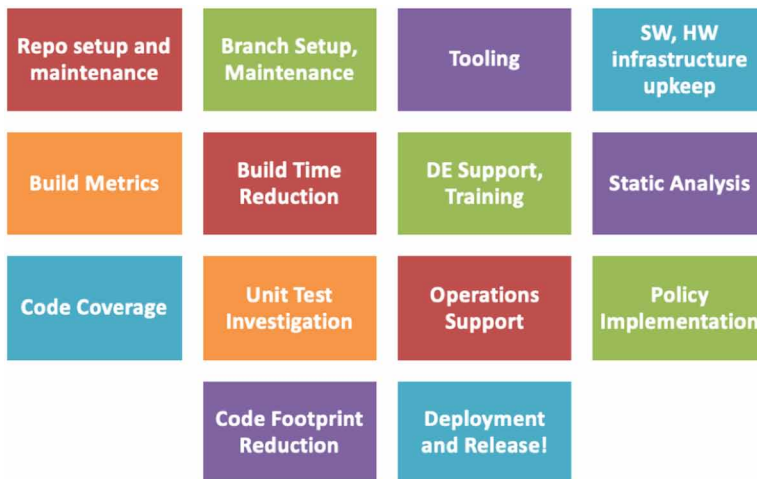 Repo setup and
maintenance
Branch Setup,
Maintenance
Tooling
SW, HW
infrastructure
upkeep
Build Metrics
Build Time
Reduction
DE Support,
Training
Static Analysis
Code Coverage
Unit Test
Investigation
Operations
Support
Policy
Implementation
Code Footprint
Reduction
Deployment
and Release!